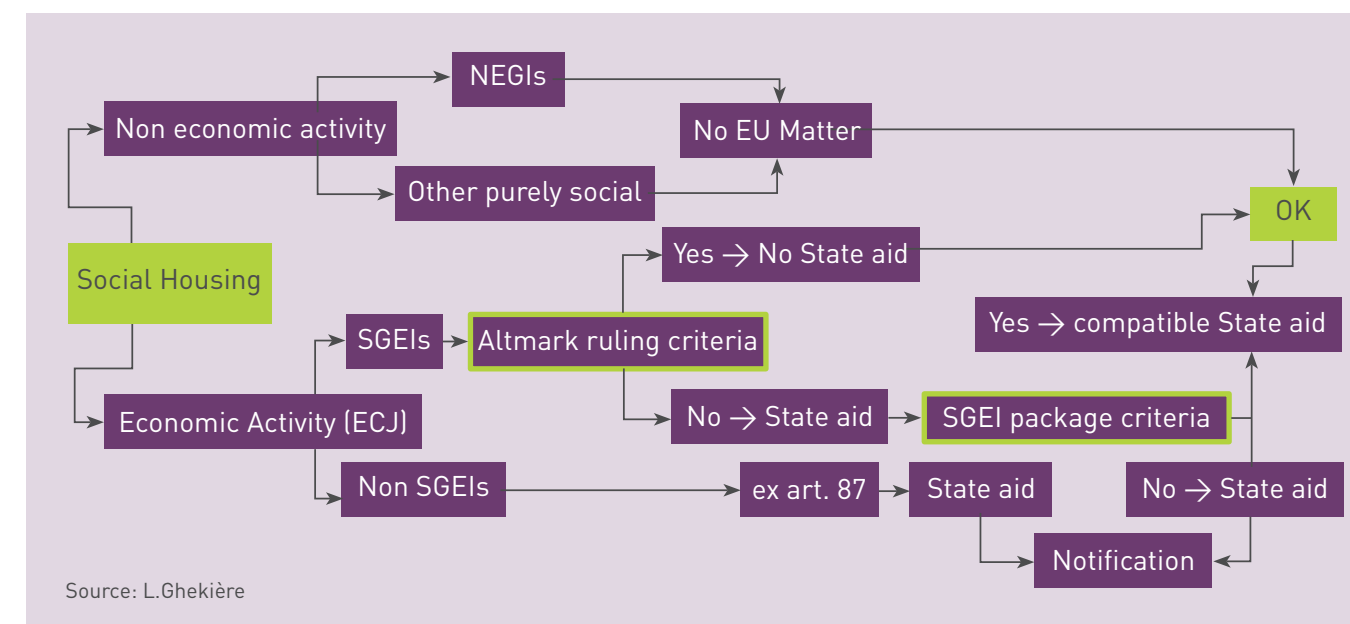 NEGIs
Non economic activity
No EU Matter
Other purely social
OK
Yes → No State aid
Social Housing
Yes → compatible State aid
SGEIs
Altmark ruling criteria
Economic Activity (ECJ)
No → State aid
SGEI package criteria
Non SGEIs
ex art. 87
State aid
No → State aid
Notification
Source: L.Ghekière